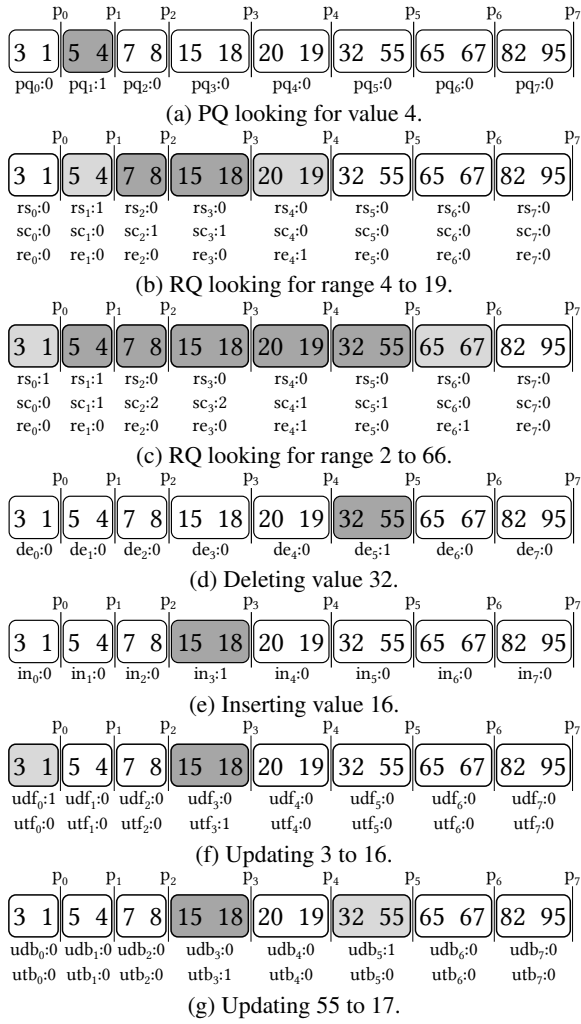 p₀ p₁ p₂ p₃ p₄ p₅ p₆ p₇
3 1 5 4 7 8 15 18 20 19 32 55 65 67 82 95
pq₀:0 pq₁:1 pq₂:0 pq₃:0 pq₄:0 pq₅:0 pq₆:0 pq₇:0
(a) PQ looking for value 4.
p₀ p₁ p₂ p₃ p₄ p₅ p₆ p₇
3 1 5 4 7 8 15 18 20 19 32 55 65 67 82 95
rs₀:0 rs₁:1 rs₂:0 rs₃:0 rs₄:0 rs₅:0 rs₆:0 rs₇:0
sc₀:0 sc₁:0 sc₂:1 sc₃:1 sc₄:0 sc₅:0 sc₆:0 sc₇:0
re₀:0 re₁:0 re₂:0 re₃:0 re₄:1 re₅:0 re₆:0 re₇:0
(b) RQ looking for range 4 to 19.
p₀ p₁ p₂ p₃ p₄ p₅ p₆ p₇
3 1 5 4 7 8 15 18 20 19 32 55 65 67 82 95
rs₀:1 rs₁:1 rs₂:0 rs₃:0 rs₄:0 rs₅:0 rs₆:0 rs₇:0
sc₀:0 sc₁:1 sc₂:2 sc₃:2 sc₄:1 sc₅:1 sc₆:0 sc₇:0
re₀:0 re₁:0 re₂:0 re₃:0 re₄:1 re₅:0 re₆:1 re₇:0
(c) RQ looking for range 2 to 66.
p₀ p₁ p₂ p₃ p₄ p₅ p₆ p₇
3 1 5 4 7 8 15 18 20 19 32 55 65 67 82 95
de₀:0 de₁:0 de₂:0 de₃:0 de₄:0 de₅:1 de₆:0 de₇:0
(d) Deleting value 32.
p₀ p₁ p₂ p₃ p₄ p₅ p₆ p₇
3 1 5 4 7 8 15 18 20 19 32 55 65 67 82 95
in₀:0 in₁:0 in₂:0 in₃:1 in₄:0 in₅:0 in₆:0 in₇:0
(e) Inserting value 16.
p₀ p₁ p₂ p₃ p₄ p₅ p₆ p₇
3 1 5 4 7 8 15 18 20 19 32 55 65 67 82 95
udf₀:1 udf₁:0 udf₂:0 udf₃:0 udf₄:0 udf₅:0 udf₆:0 udf₇:0
utf₀:0 utf₁:0 utf₂:0 utf₃:1 utf₄:0 utf₅:0 utf₆:0 utf₇:0
(f) Updating 3 to 16.
p₀ p₁ p₂ p₃ p₄ p₅ p₆ p₇
3 1 5 4 7 8 15 18 20 19 32 55 65 67 82 95
udb₀:0 udb₁:0 udb₂:0 udb₃:0 udb₄:0 udb₅:1 udb₆:0 udb₇:0
utb₀:0 utb₁:0 utb₂:0 utb₃:1 utb₄:0 utb₅:0 utb₆:0 utb₇:0
(g) Updating 55 to 17.